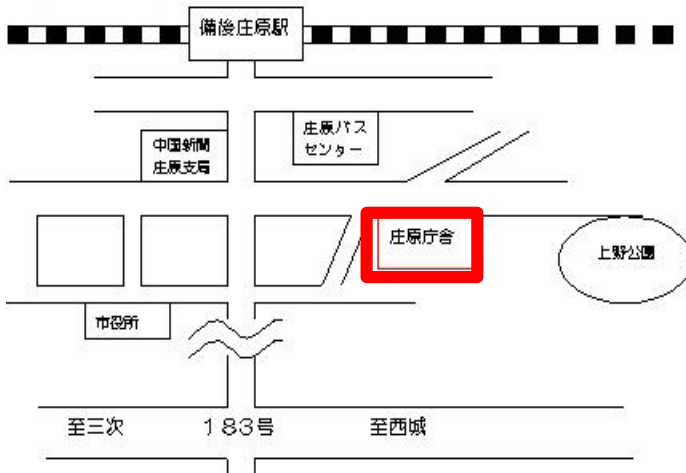 備後庄原駅
庄原バス
センター
中国新聞
庄原支局
庄原庁舎
上野公園
市役所
至三次
183号
至西城